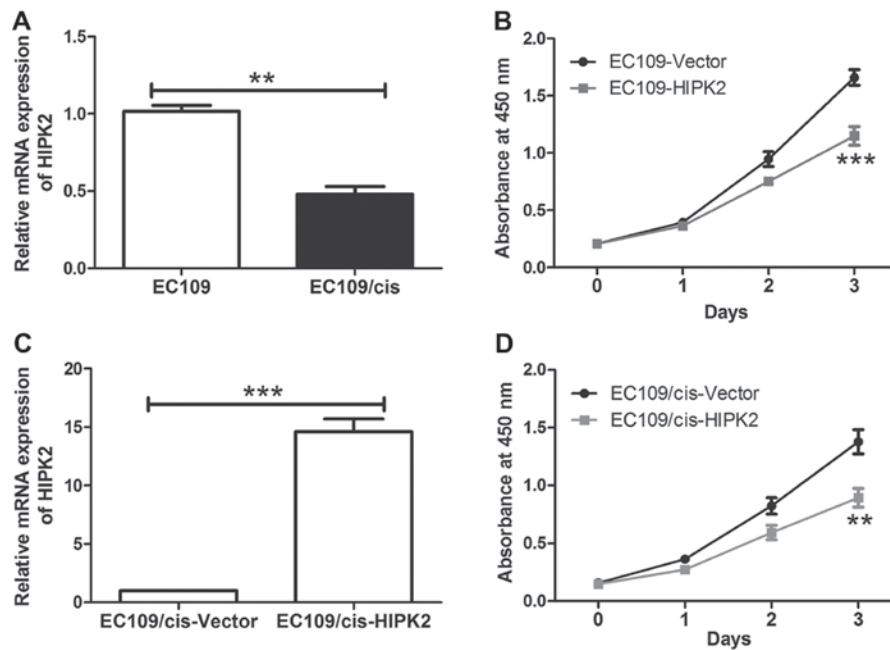 A
Relative mRNA expression
of HIPK2
1.5
1.0
0.5
0.0
**
EC109
EC109/cis
B
Absorbance at 450 nm
2.0
1.5
1.0
0.5
0.0
EC109-Vector
EC109-HIPK2
***
0 1 2 3
Days
C
Relative mRNA expression
of HIPK2
20
15
10
5
0
***
EC109/cis-Vector
EC109/cis-HIPK2
D
Absorbance at 450 nm
2.0
1.5
1.0
0.5
0.0
EC109/cis-Vector
EC109/cis-HIPK2
**
0 1 2 3
Days